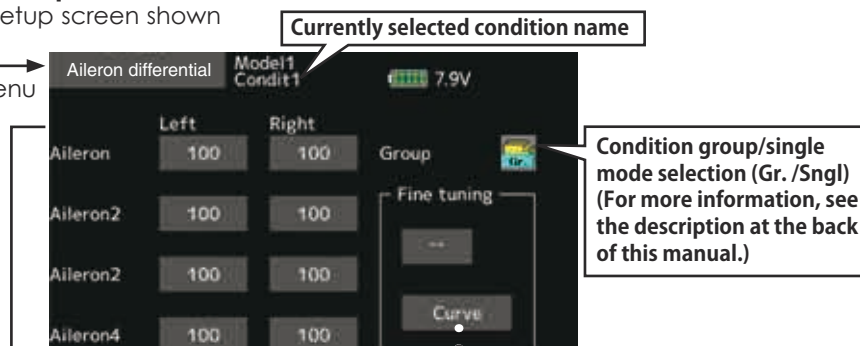 etup screen shown
Currently selected condition name
enu
Aileron differential
Model1
Condit1
7.9V
Left Right
Aileron 100 100 Group Gr.
Fine tuning
Aileron2 100 100
--
Aileron2 100 100
Curve
Aileron4 100 100
Condition group/single
mode selection (Gr. /Sngl)
(For more information, see
the description at the back
of this manual.)